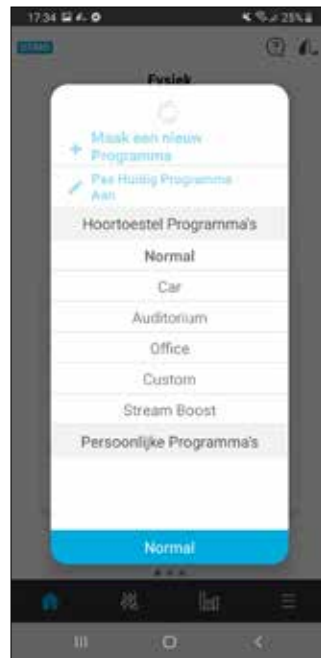 17:34
25%
Fysiek
Maak een nieuw
Programma
Pas Huidig Programma
Aan
Hoortoestel Programma's
Normal
Car
Auditorium
Office
Custom
Stream Boost
Persoonlijke Programma's
Normal